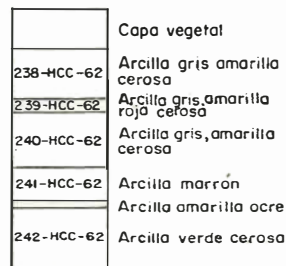 Capa vegetal
238-HCC-62 Arcilla gris amarilla
cerosa
239-HCC-62 Arcilla gris, amarilla
roja cerosa
240-HCC-62 Arcilla gris, amarilla
cerosa
241-HCC-62 Arcilla marrón
Arcilla amarilla ocre
242-HCC-62 Arcilla verde cerosa